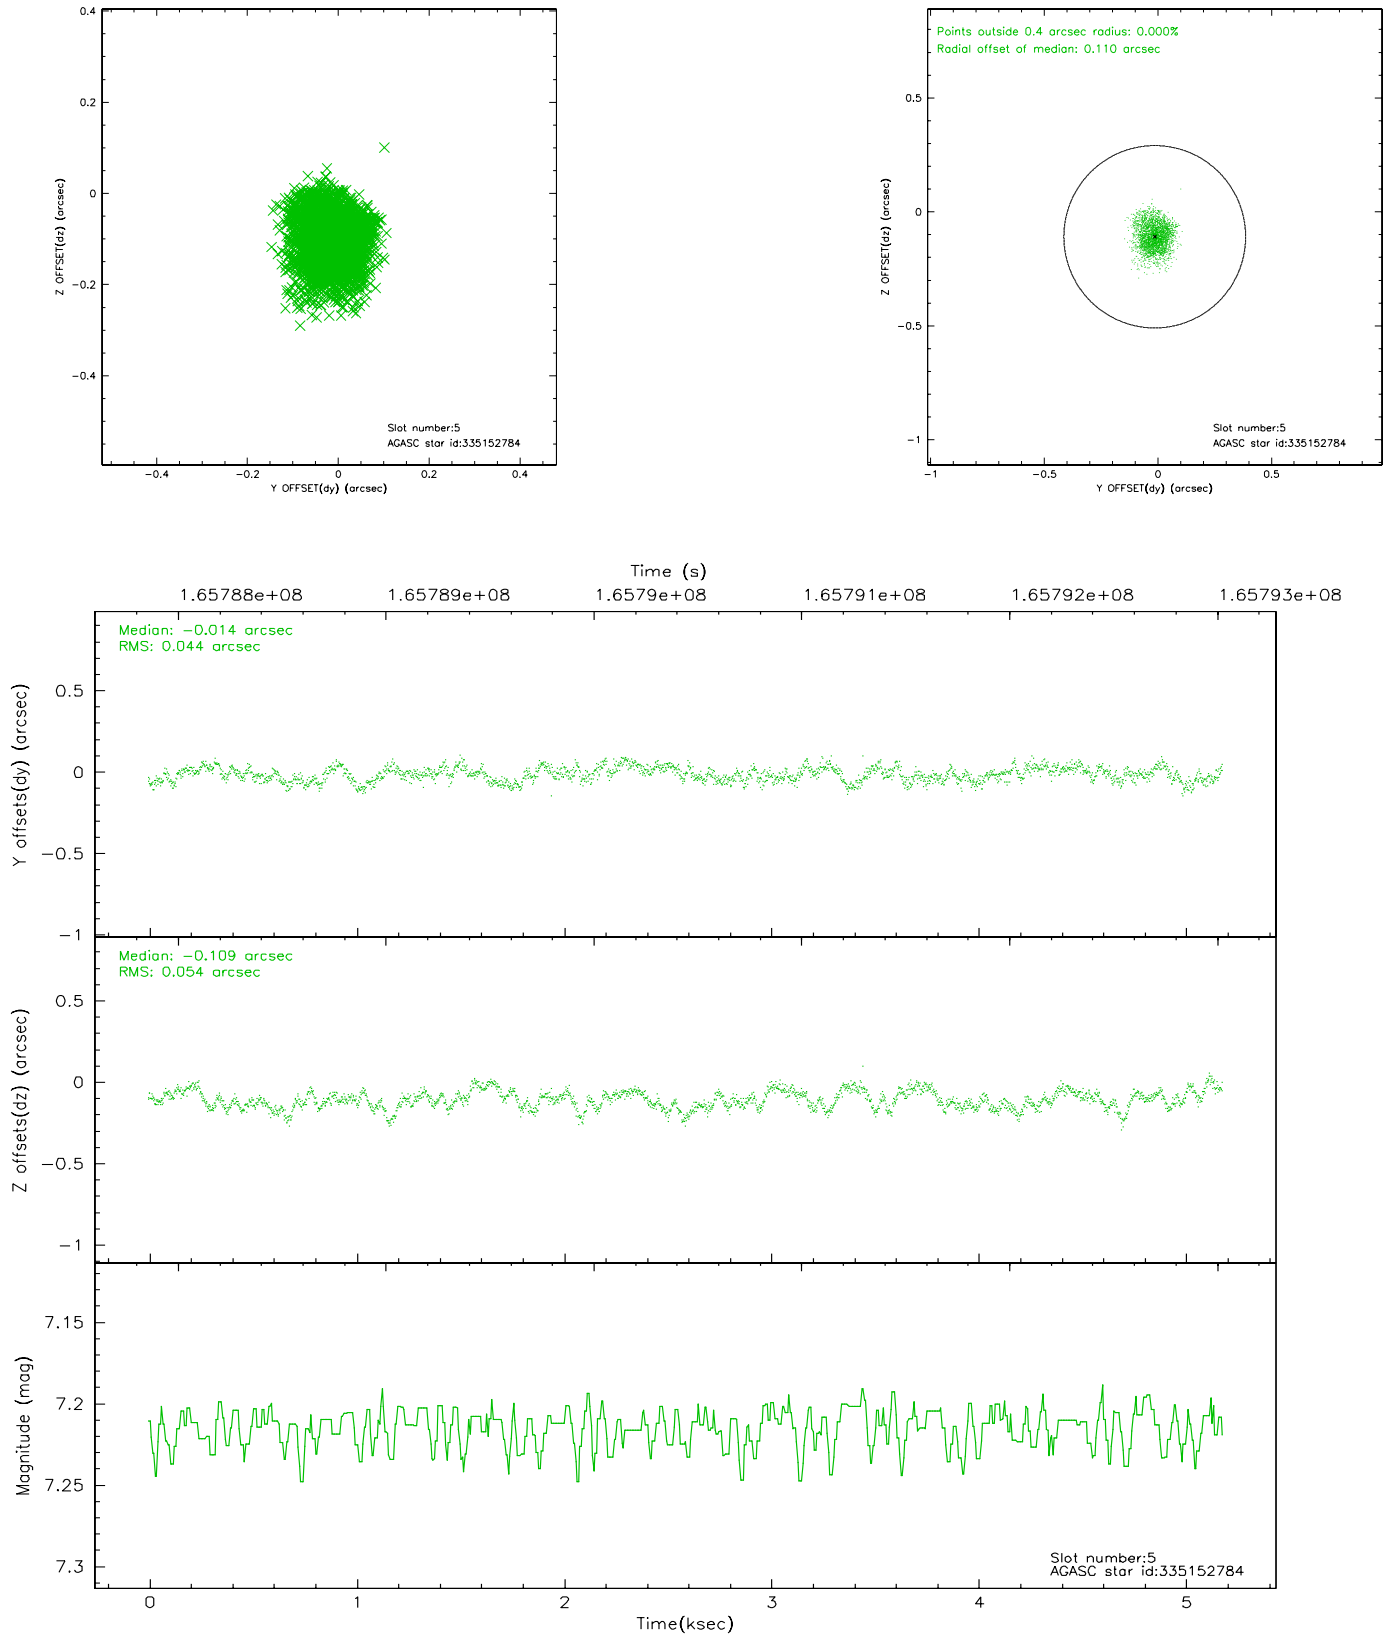 0.4
0.2
0
−0.2
−0.4
Z OFFSET(dz) (arcsec)
Slot number:5
AGASC star id:335152784
−0.4
−0.2
0
0.2
0.4
Y OFFSET(dy) (arcsec)
Points outside 0.4 arcsec radius: 0.000%
Radial offset of median: 0.110 arcsec
0.5
0
−0.5
−1
Z OFFSET(dz) (arcsec)
Slot number:5
AGASC star id:335152784
−1
−0.5
0
0.5
Y OFFSET(dy) (arcsec)
Time (s)
1.65788e+08
1.65789e+08
1.6579e+08
1.65791e+08
1.65792e+08
1.65793e+08
Median: −0.014 arcsec
RMS: 0.044 arcsec
0.5
0
−0.5
−1
Y offsets(dy) (arcsec)
Median: −0.109 arcsec
RMS: 0.054 arcsec
0.5
0
−0.5
−1
Z offsets(dz) (arcsec)
7.15
7.2
7.25
7.3
Magnitude (mag)
Slot number:5
AGASC star id:335152784
0
1
2
3
4
5
Time(ksec)